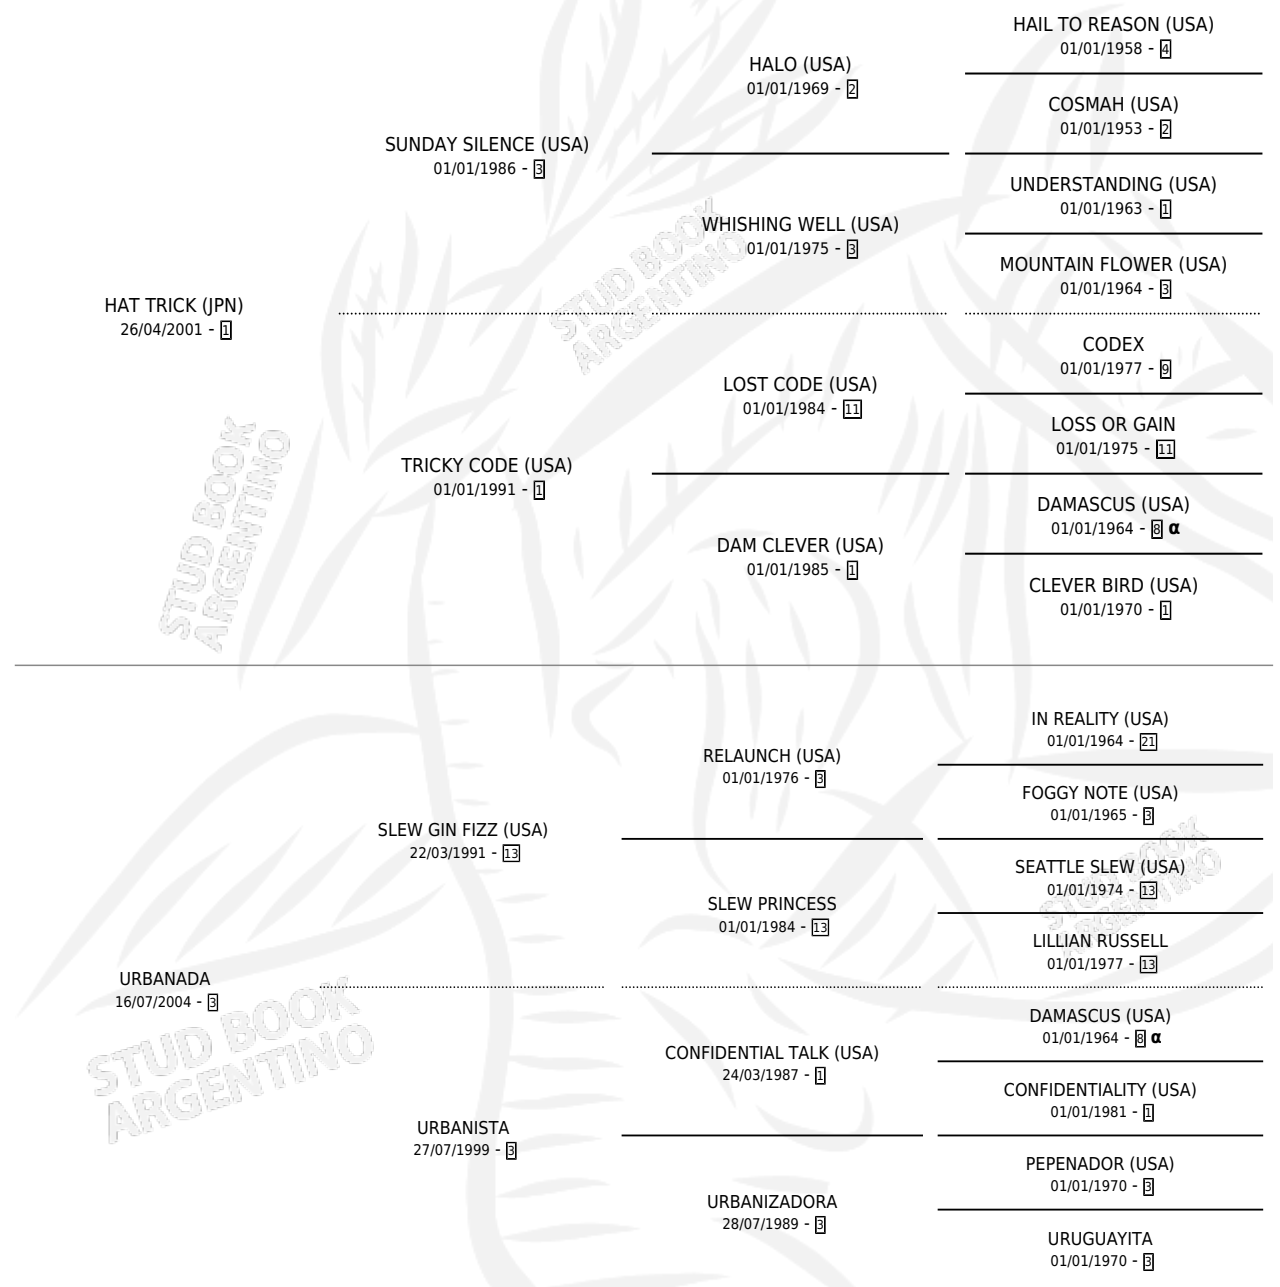 HAIL TO REASON (USA)
01/01/1958 - 4
HALO (USA)
01/01/1969 - 2
COSMAH (USA)
01/01/1953 - 2
SUNDAY SILENCE (USA)
01/01/1986 - 3
UNDERSTANDING (USA)
01/01/1963 - 1
WHISHING WELL (USA)
01/01/1975 - 3
MOUNTAIN FLOWER (USA)
01/01/1964 - 3
HAT TRICK (JPN)
26/04/2001 - 1
CODEX
01/01/1977 - 9
LOST CODE (USA)
01/01/1984 - 11
LOSS OR GAIN
01/01/1975 - 11
TRICKY CODE (USA)
01/01/1991 - 1
DAMASCUS (USA)
01/01/1964 - 8 α
DAM CLEVER (USA)
01/01/1985 - 1
CLEVER BIRD (USA)
01/01/1970 - 1
IN REALITY (USA)
01/01/1964 - 21
RELAUNCH (USA)
01/01/1976 - 3
FOGGY NOTE (USA)
01/01/1965 - 3
SLEW GIN FIZZ (USA)
22/03/1991 - 13
SEATTLE SLEW (USA)
01/01/1974 - 13
SLEW PRINCESS
01/01/1984 - 13
LILLIAN RUSSELL
01/01/1977 - 13
URBANADA
16/07/2004 - 3
DAMASCUS (USA)
01/01/1964 - 8 α
CONFIDENTIAL TALK (USA)
24/03/1987 - 1
CONFIDENTIALITY (USA)
01/01/1981 - 1
URBANISTA
27/07/1999 - 3
PEPENADOR (USA)
01/01/1970 - 3
URBANIZADORA
28/07/1989 - 3
URUGUAYITA
01/01/1970 - 3
STUD BOOK
ARGENTINO
STUD BOOK
ARGENTINO
STUD BOOK
ARGENTINO
STUD BOOK
ARGENTINO